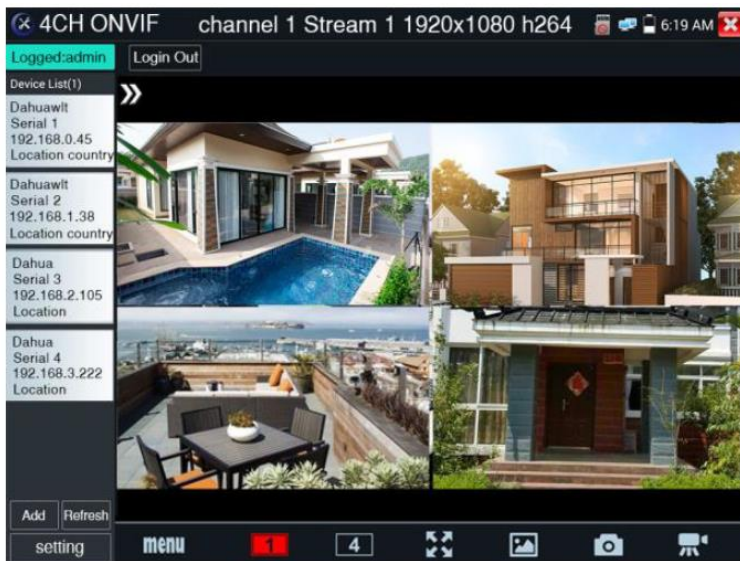 4CH ONVIF channel 1 Stream 1 1920x1080 h264 6:19 AM
Logged:admin Login Out
Device List(1)
Dahuawlt
Serial 1
192.168.0.45
Location country
Dahuawlt
Serial 2
192.168.1.38
Location country
Dahua
Serial 3
192.168.2.105
Location
Dahua
Serial 4
192.168.3.222
Location
Add Refresh
setting menu 1 4